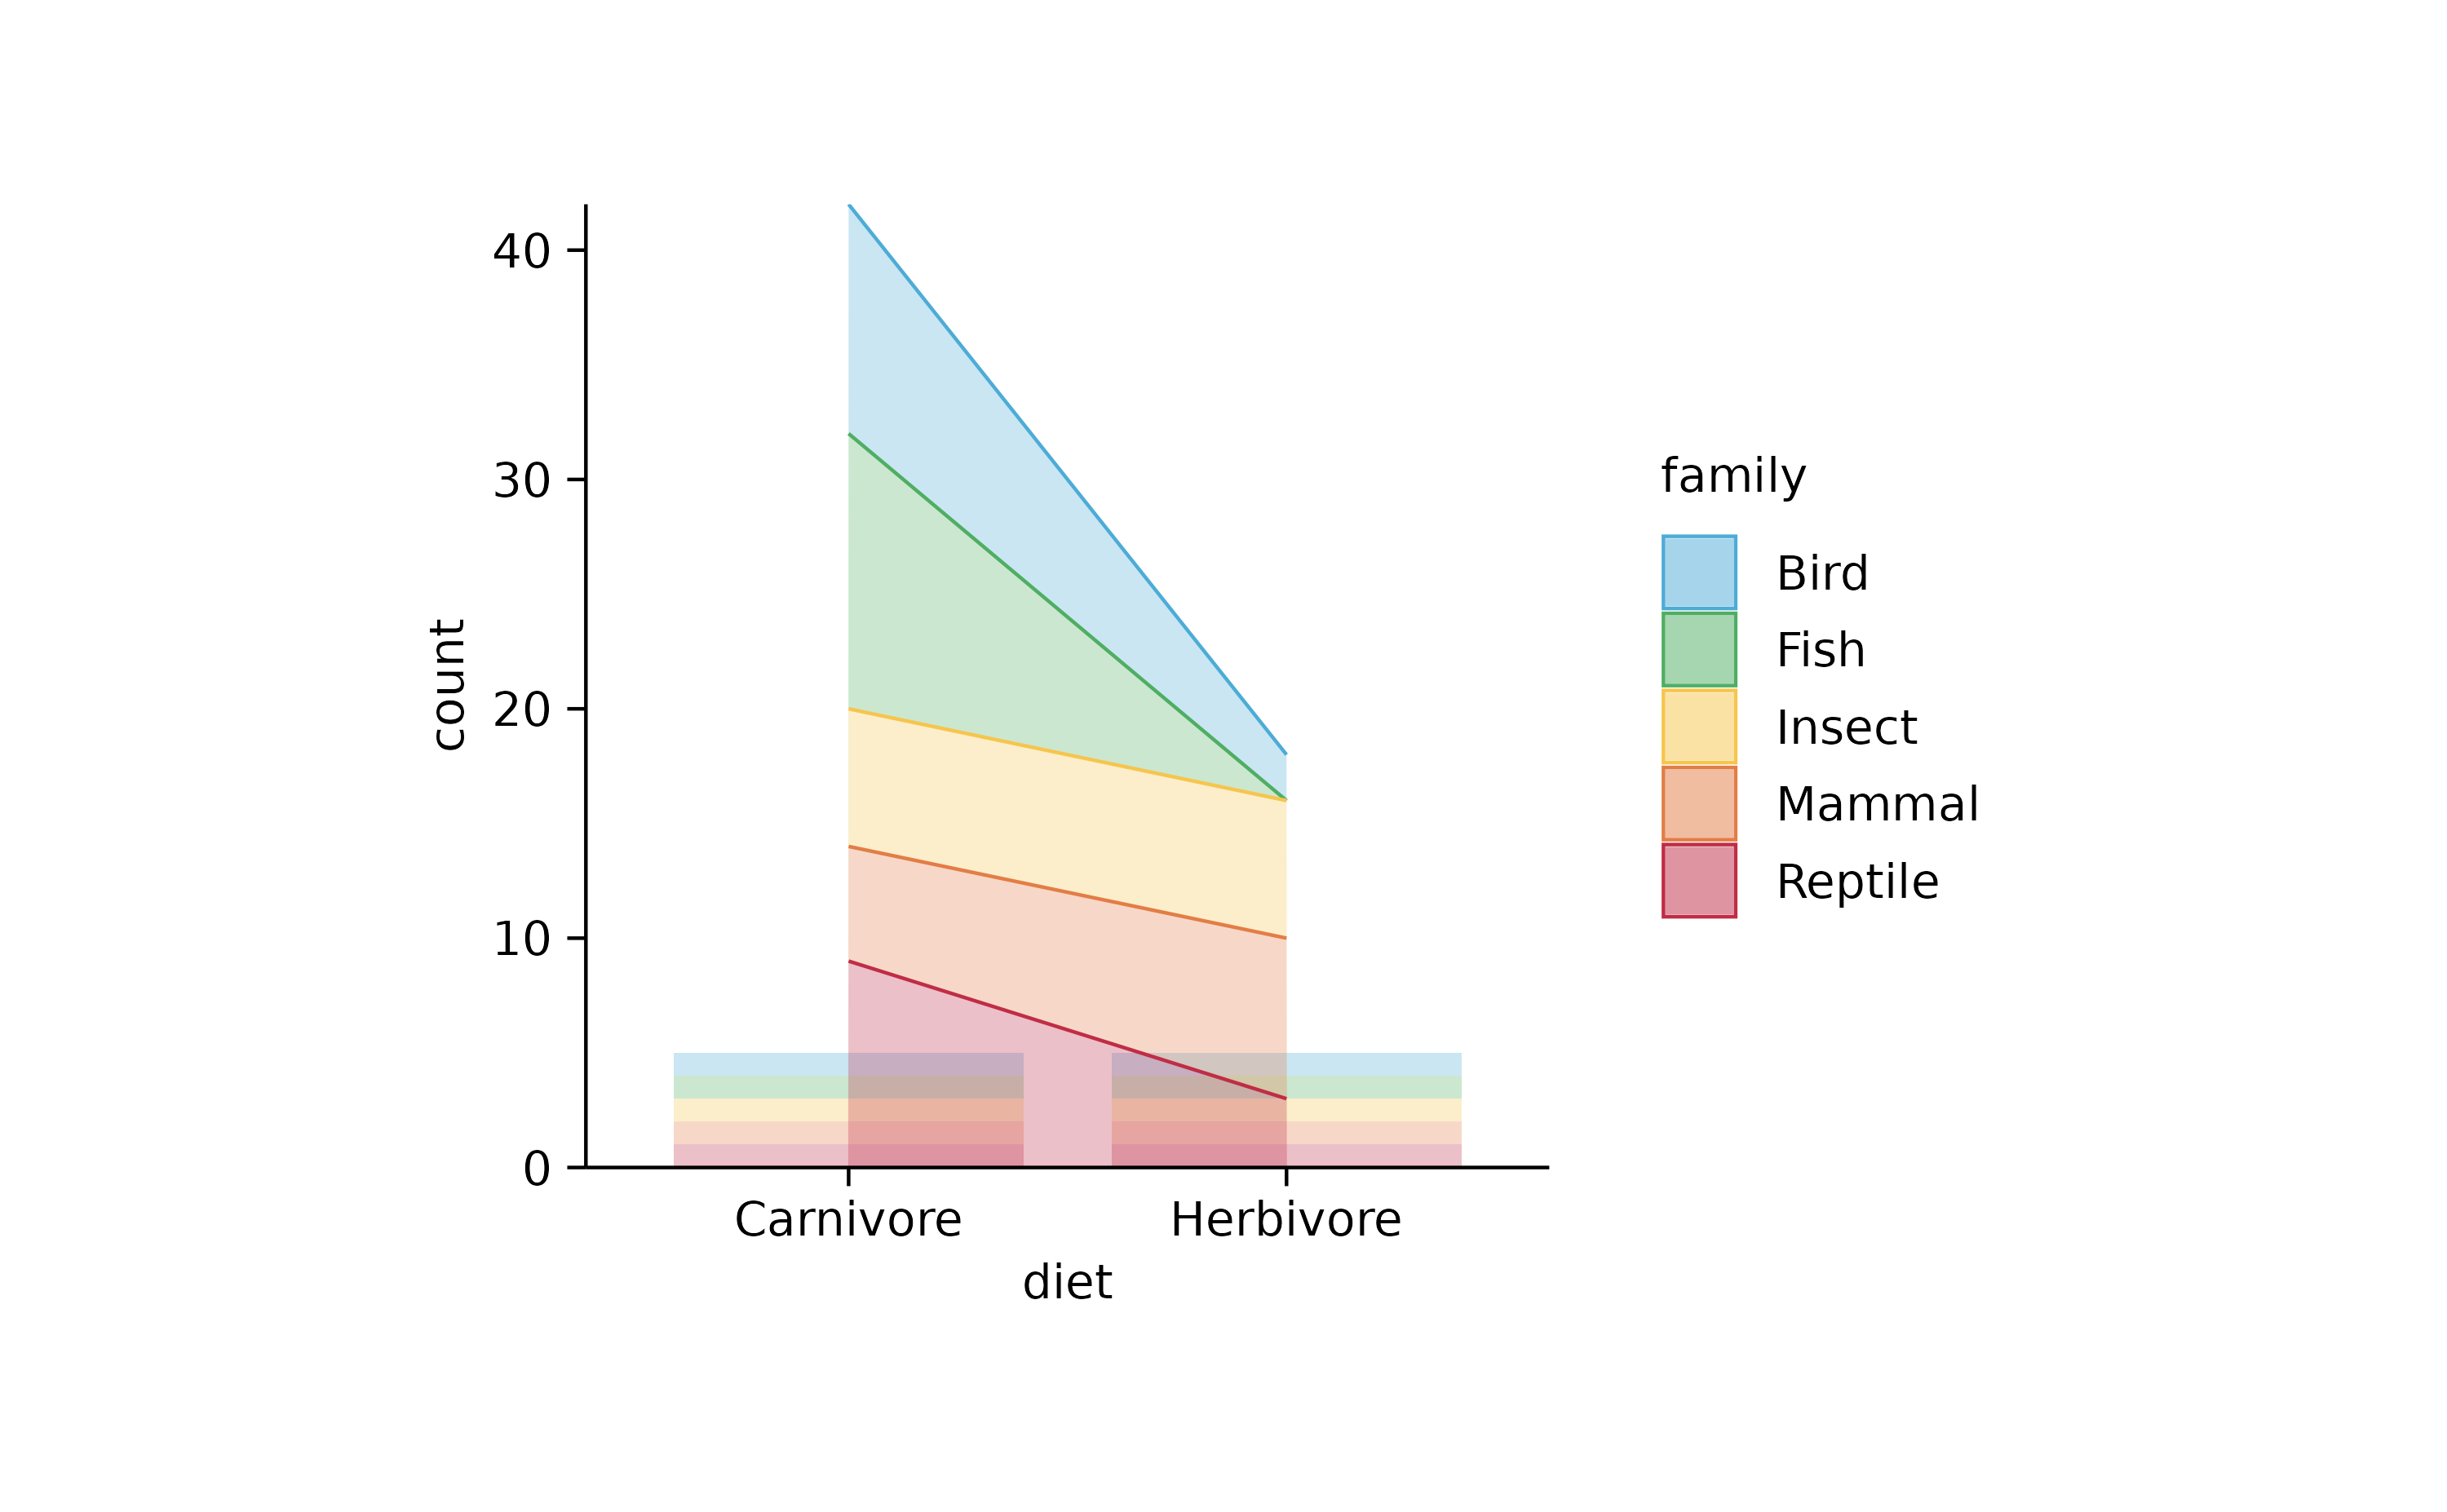 40
30
20
10
0
count
Carnivore
Herbivore
diet
family
Bird
Fish
Insect
Mammal
Reptile